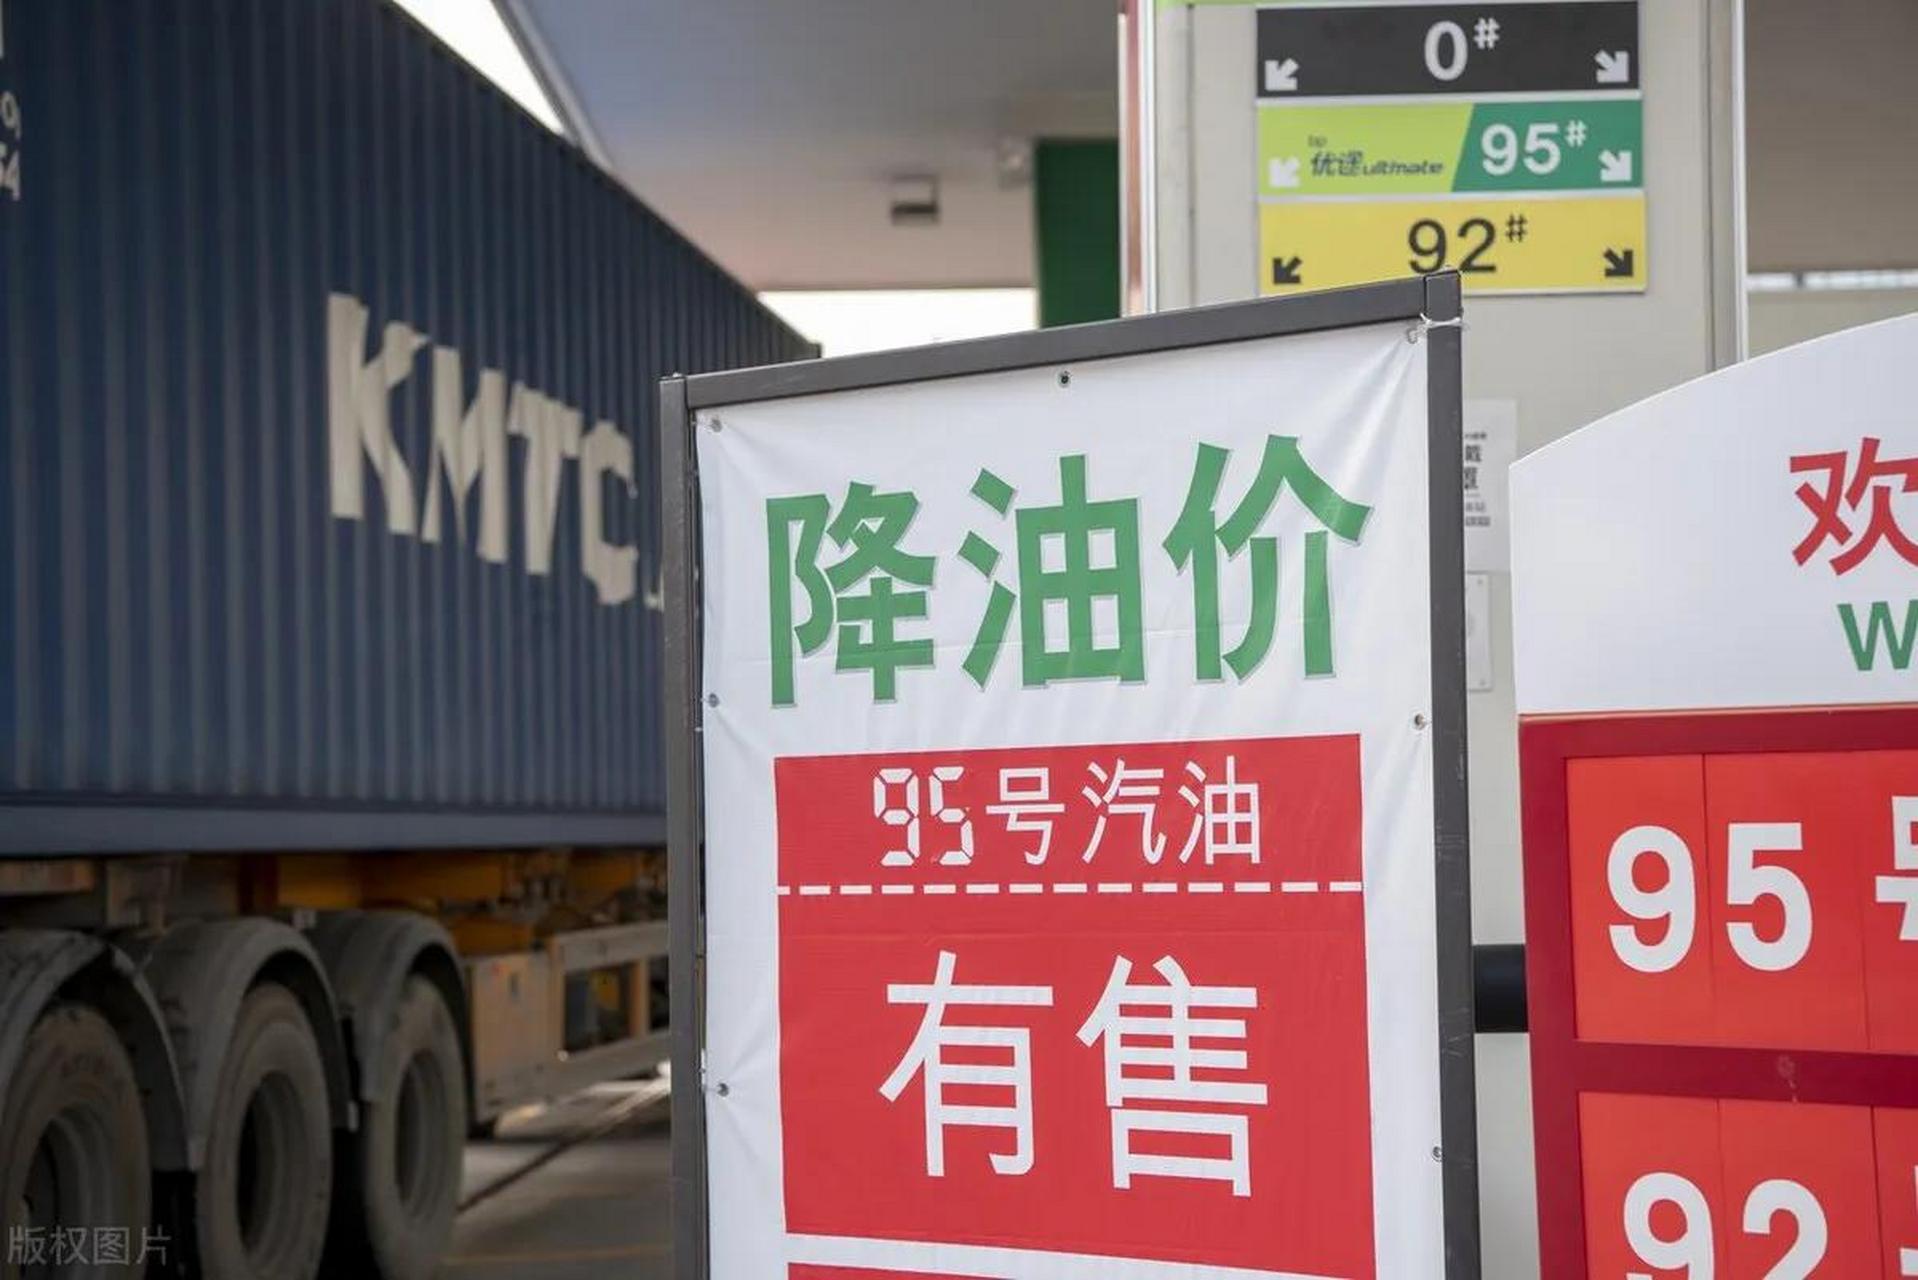 KMTC
0#
bp
优途ultimate 95#
92#
降油价
95号汽油
有售
欢
W
95 号
92
版权图片